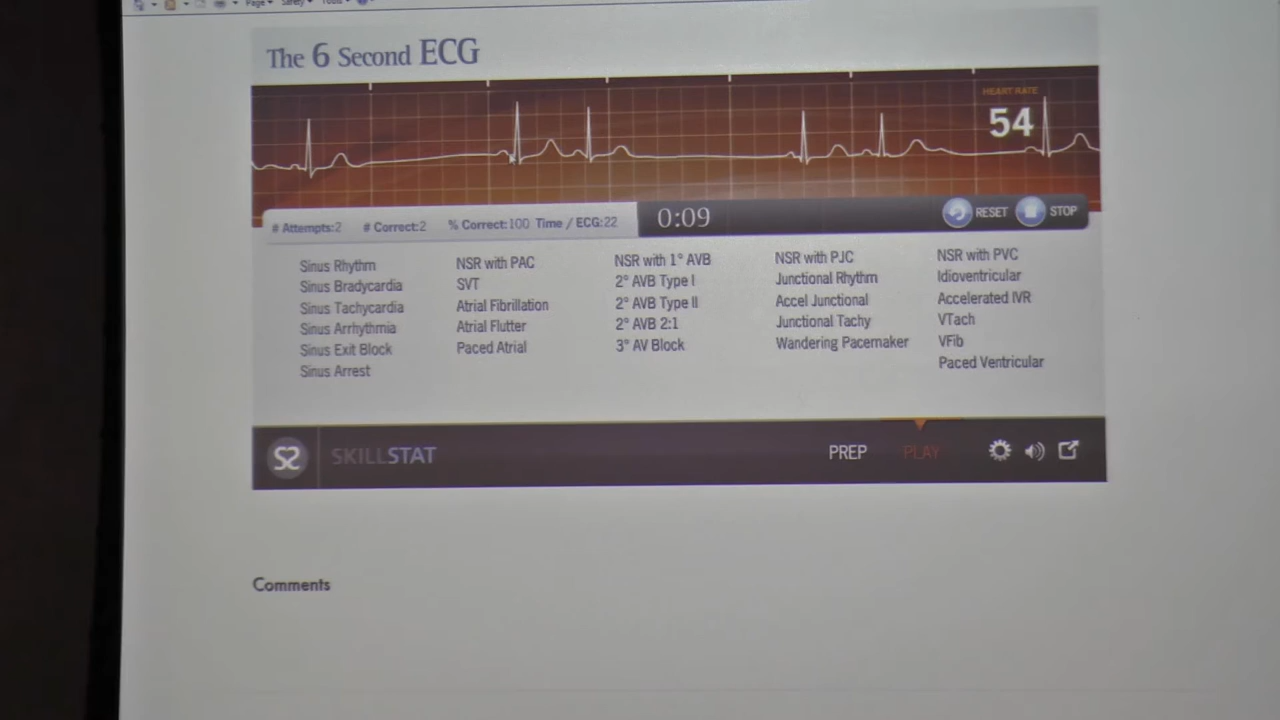 Page Safety Tools
The 6 Second ECG
HEART RATE
54
# Attempts:2 # Correct:2 % Correct:100 Time / ECG:22
0:09
RESET STOP
Sinus Rhythm
Sinus Bradycardia
Sinus Tachycardia
Sinus Arrhythmia
Sinus Exit Block
Sinus Arrest
NSR with PAC
SVT
Atrial Fibrillation
Atrial Flutter
Paced Atrial
NSR with 1° AVB
2° AVB Type I
2° AVB Type II
2° AVB 2:1
3° AV Block
NSR with PJC
Junctional Rhythm
Accel Junctional
Junctional Tachy
Wandering Pacemaker
NSR with PVC
Idioventricular
Accelerated IVR
VTach
VFib
Paced Ventricular
S2 SKILLSTAT
PREP PLAY
Comments